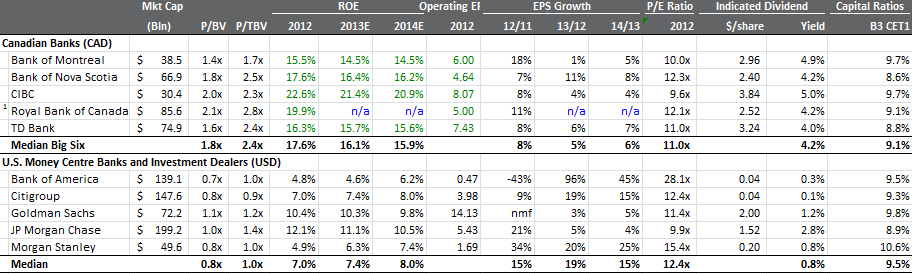 Mkt Cap ROE Operating EF EPS Growth P/E Ratio Indicated Dividend Capital Ratios
(Bln) P/BV P/TBV 2012 2013E 2014E 2012 12/11 13/12 14/13 2012 $/share Yield B3 CET1
Canadian Banks (CAD)
Bank of Montreal $ 38.5 1.4x 1.7x 15.5% 14.5% 14.5% 6.00 18% 1% 5% 10.0x 2.96 4.9% 9.7%
Bank of Nova Scotia $ 66.9 1.8x 2.5x 17.6% 16.4% 16.2% 4.64 7% 11% 8% 12.3x 2.40 4.2% 8.6%
CIBC $ 30.4 2.0x 2.3x 22.6% 21.4% 20.9% 8.07 8% 4% 4% 9.6x 3.84 5.0% 9.7%
1 Royal Bank of Canada $ 85.6 2.1x 2.8x 19.9% n/a n/a 5.00 11% n/a n/a 12.1x 2.52 4.2% 9.1%
TD Bank $ 74.9 1.6x 2.4x 16.3% 15.7% 15.6% 7.43 8% 6% 7% 11.0x 3.24 4.0% 8.8%
Median Big Six 1.8x 2.4x 17.6% 16.1% 15.9% 8% 5% 6% 11.0x 4.2% 9.1%
U.S. Money Centre Banks and Investment Dealers (USD)
Bank of America $ 139.1 0.7x 1.0x 4.8% 4.6% 6.2% 0.47 -43% 96% 45% 28.1x 0.04 0.3% 9.5%
Citigroup $ 147.6 0.8x 0.9x 7.0% 7.4% 8.0% 3.98 9% 19% 15% 12.4x 0.04 0.1% 9.3%
Goldman Sachs $ 72.2 1.1x 1.2x 10.4% 10.3% 9.8% 14.13 nmf 3% 5% 11.4x 2.00 1.2% 9.8%
JP Morgan Chase $ 199.2 1.0x 1.4x 12.1% 11.1% 10.5% 5.43 21% 5% 4% 9.9x 1.52 2.8% 8.9%
Morgan Stanley $ 49.6 0.8x 1.0x 4.9% 6.3% 7.4% 1.69 34% 20% 25% 15.4x 0.20 0.8% 10.6%
Median 0.8x 1.0x 7.0% 7.4% 8.0% 15% 19% 15% 12.4x 0.8% 9.5%